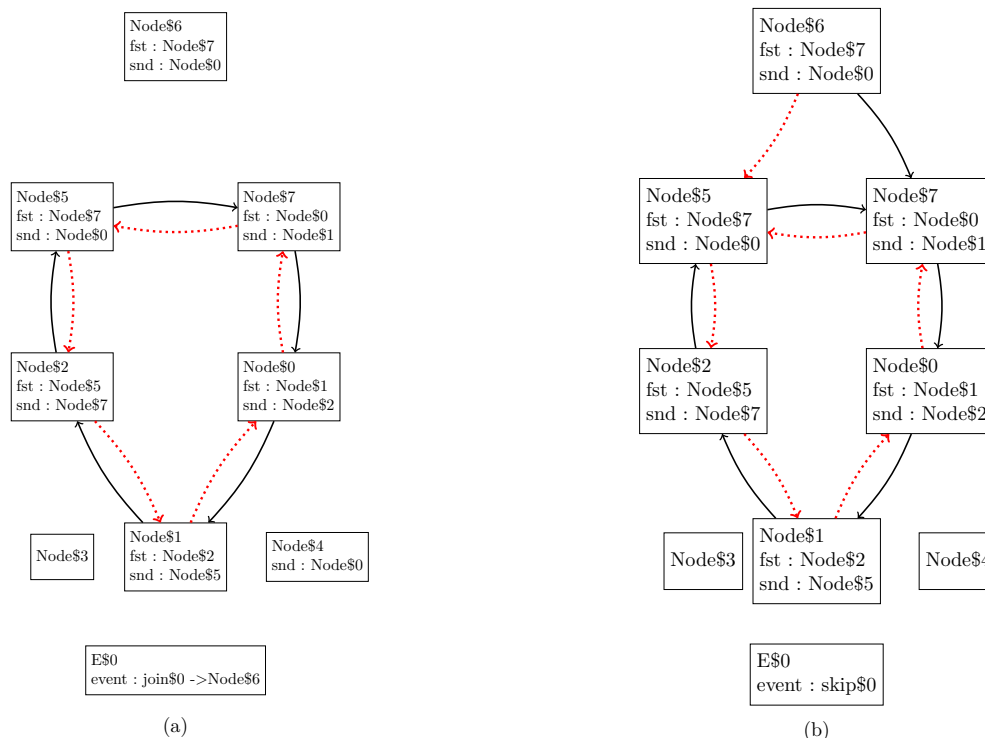 Node$6
fst : Node$7
snd : Node$0
Node$5
fst : Node$7
snd : Node$0
Node$7
fst : Node$0
snd : Node$1
Node$2
fst : Node$5
snd : Node$7
Node$0
fst : Node$1
snd : Node$2
Node$3
Node$1
fst : Node$2
snd : Node$5
Node$4
snd : Node$0
E$0
event : join$0 ->Node$6
(a)
Node$6
fst : Node$7
snd : Node$0
Node$5
fst : Node$7
snd : Node$0
Node$7
fst : Node$0
snd : Node$1
Node$2
fst : Node$5
snd : Node$7
Node$0
fst : Node$1
snd : Node$2
Node$3
Node$1
fst : Node$2
snd : Node$5
Node$4
E$0
event : skip$0
(b)